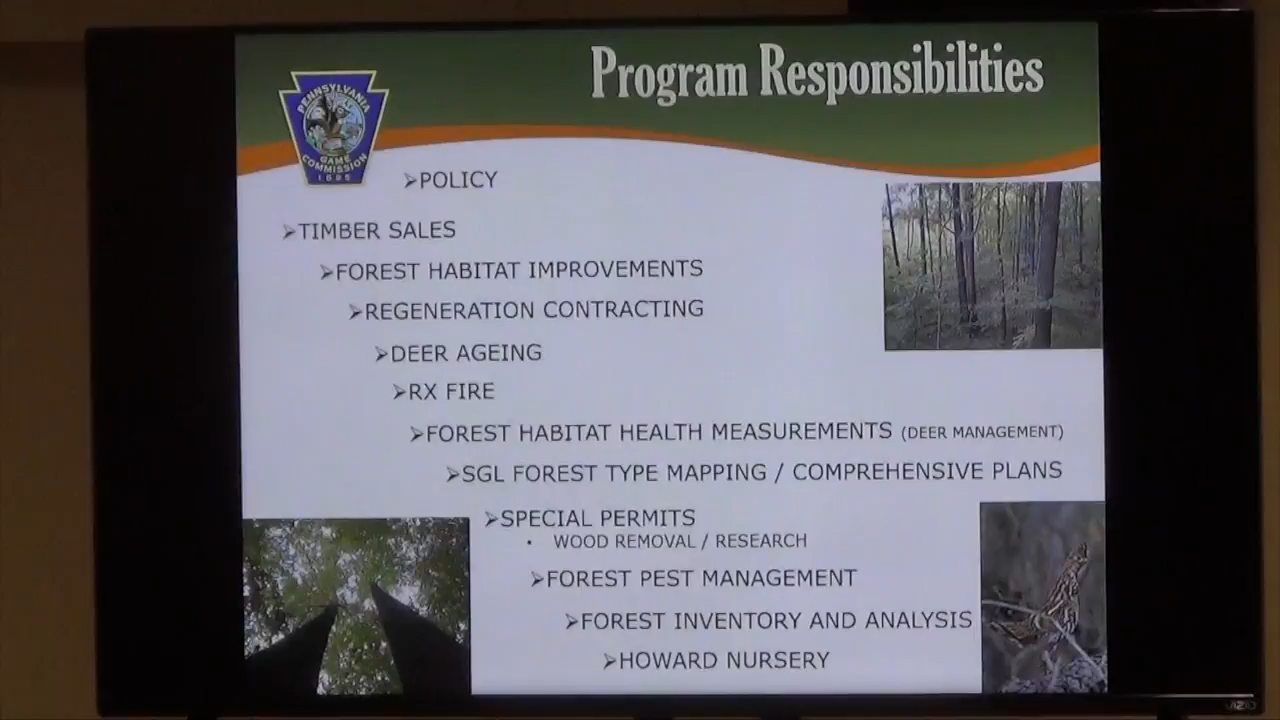 Program Responsibilities
PENNSYLVANIA
GAME
COMMISSION
➢POLICY
➢TIMBER SALES
➢FOREST HABITAT IMPROVEMENTS
➢REGENERATION CONTRACTING
➢DEER AGEING
➢RX FIRE
➢FOREST HABITAT HEALTH MEASUREMENTS (DEER MANAGEMENT)
➢SGL FOREST TYPE MAPPING / COMPREHENSIVE PLANS
➢SPECIAL PERMITS
• WOOD REMOVAL / RESEARCH
➢FOREST PEST MANAGEMENT
➢FOREST INVENTORY AND ANALYSIS
➢HOWARD NURSERY
VIZIO